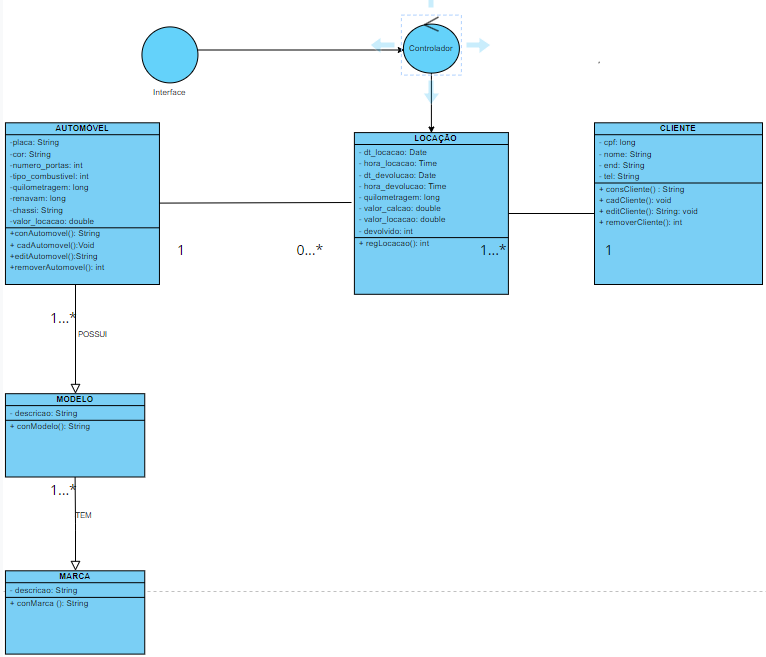 Controlador
Interface
AUTOMÓVEL
-placa: String
-cor: String
-numero_portas: int
-tipo_combustivel: int
-quilometragem: long
-renavam: long
-chassi: String
-valor_locacao: double
+conAutomovel(): String
+ cadAutomovel():Void
+editAutomovel():String
+removerAutomovel(): int
1
0...*
LOCAÇÃO
- dt_locacao: Date
- hora_locacao: Time
- dt_devolucao: Date
- hora_devolucao: Time
- quilometragem: long
- valor_calcao: double
- valor_locacao: double
- devolvido: int
+ regLocacao(): int
1...*
CLIENTE
- cpf: long
- nome: String
- end: String
- tel: String
+ consCliente() : String
+ cadCliente(): void
+ editCliente(): String: void
+ removerCliente(): int
1
1...*
POSSUI
MODELO
- descricao: String
+ conModelo(): String
1...*
TEM
MARCA
- descricao: String
+ conMarca (): String